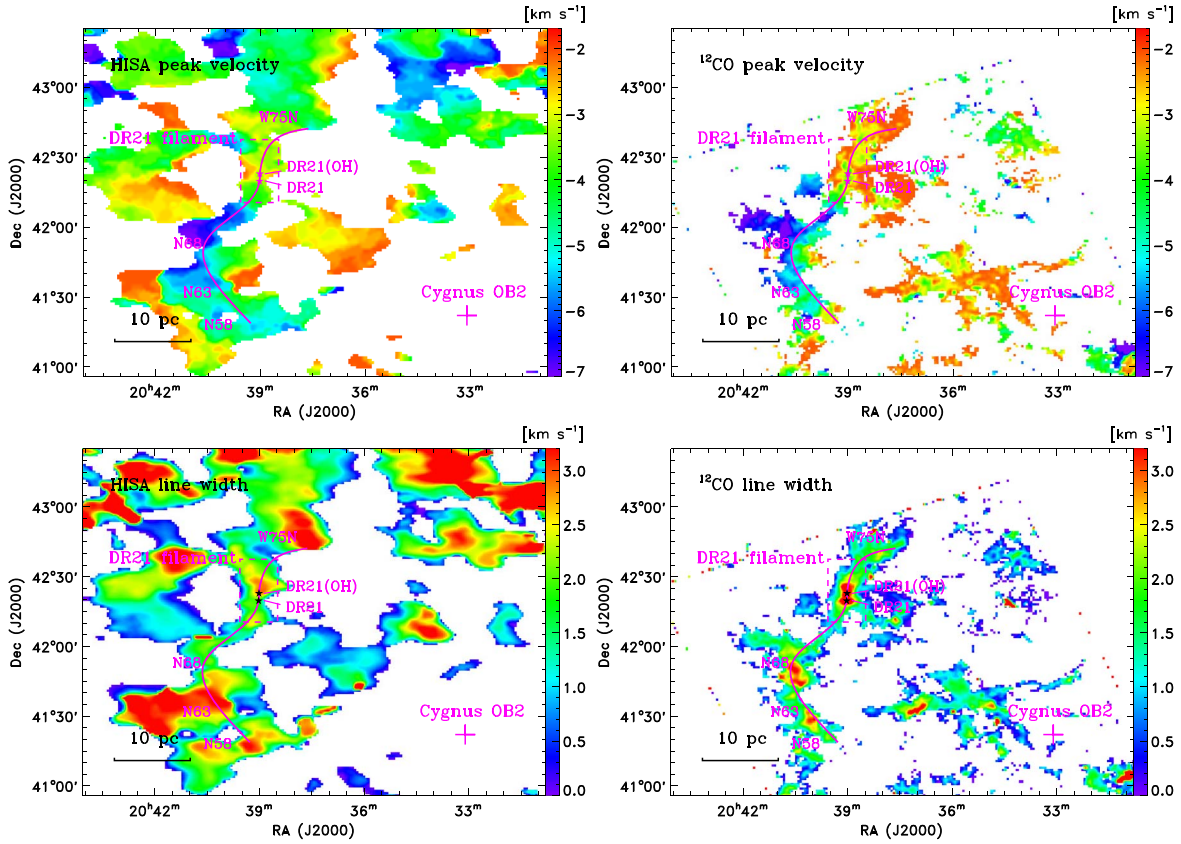 [km s⁻¹]
HISA peak velocity
43°00'
W75N
DR21 filament
42°30'
DR21(OH)
DR21
42°00'
N68
N63
41°30'
Cygnus OB2
N58
10 pc
41°00'
20ʰ42ᵐ 39ᵐ 36ᵐ 33ᵐ
RA (J2000)
Dec (J2000)
−2
−3
−4
−5
−6
−7
[km s⁻¹]
¹²CO peak velocity
43°00'
W75N
DR21 filament
42°30'
DR21(OH)
DR21
42°00'
N68
N63
41°30'
Cygnus OB2
N58
10 pc
41°00'
20ʰ42ᵐ 39ᵐ 36ᵐ 33ᵐ
RA (J2000)
Dec (J2000)
−2
−3
−4
−5
−6
−7
[km s⁻¹]
HISA line width
43°00'
W75N
DR21 filament
42°30'
DR21(OH)
DR21
42°00'
N68
N63
41°30'
Cygnus OB2
N58
10 pc
41°00'
20ʰ42ᵐ 39ᵐ 36ᵐ 33ᵐ
RA (J2000)
Dec (J2000)
3.0
2.5
2.0
1.5
1.0
0.5
0.0
[km s⁻¹]
¹²CO line width
43°00'
W75N
DR21 filament
42°30'
DR21(OH)
DR21
42°00'
N68
N63
41°30'
Cygnus OB2
N58
10 pc
41°00'
20ʰ42ᵐ 39ᵐ 36ᵐ 33ᵐ
RA (J2000)
Dec (J2000)
3.0
2.5
2.0
1.5
1.0
0.5
0.0